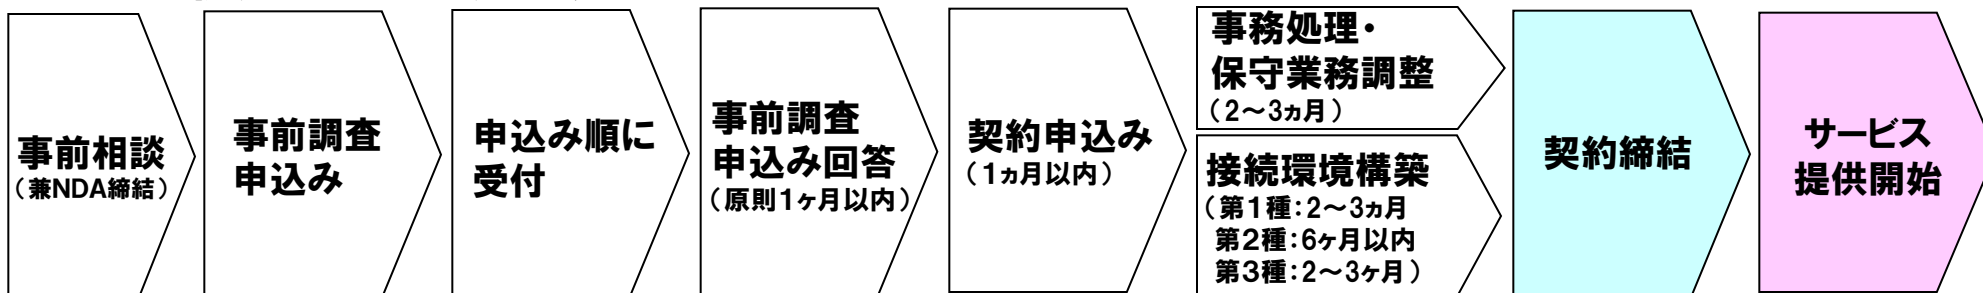 事前相談
（兼NDA締結）
事前調査
申込み
申込み順に
受付
事前調査
申込み回答
（原則1ヶ月以内）
契約申込み
（1ヵ月以内）
事務処理・
保守業務調整
（2～3ヵ月）
接続環境構築
（第1種：2～3ヵ月
第2種：6ヶ月以内
第3種：2～3ヶ月）
契約締結
サービス
提供開始